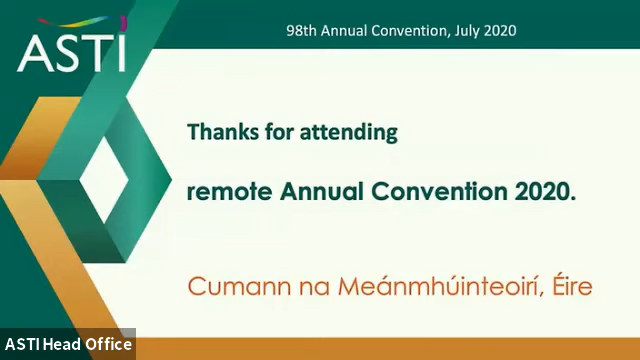 ASTI
98th Annual Convention, July 2020
Thanks for attending
remote Annual Convention 2020.
Cumann na Meánmhúinteoirí, Éire
ASTI Head Office